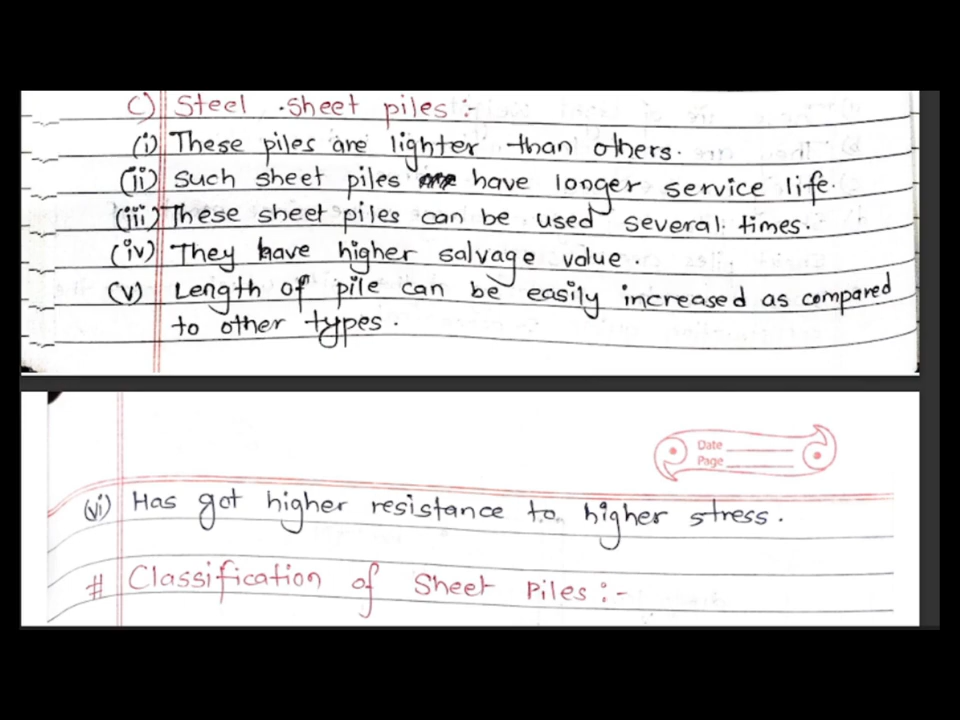 C) Steel sheet piles:-
(i) These piles are lighter than others.
(ii) Such sheet piles have longer service life.
(iii) These sheet piles can be used several times.
(iv) They have higher salvage value.
(v) Length of pile can be easily increased as compared
to other types.
Date
Page
(vi) Has got higher resistance to higher stress.
# Classification of Sheet Piles:-